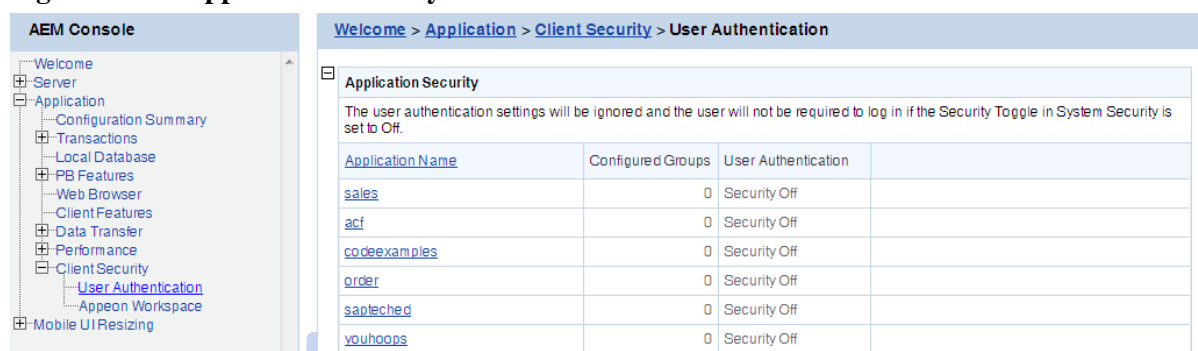 AEM Console
Welcome
Server
Application
Configuration Summary
Transactions
Local Database
PB Features
Web Browser
Client Features
Data Transfer
Performance
Client Security
User Authentication
Appeon Workspace
Mobile UI Resizing
Welcome > Application > Client Security > User Authentication
Application Security
The user authentication settings will be ignored and the user will not be required to log in if the Security Toggle in System Security is
set to Off.
Application Name Configured Groups User Authentication
sales 0 Security Off
acf 0 Security Off
codeexamples 0 Security Off
order 0 Security Off
sapteched 0 Security Off
youhoops 0 Security Off